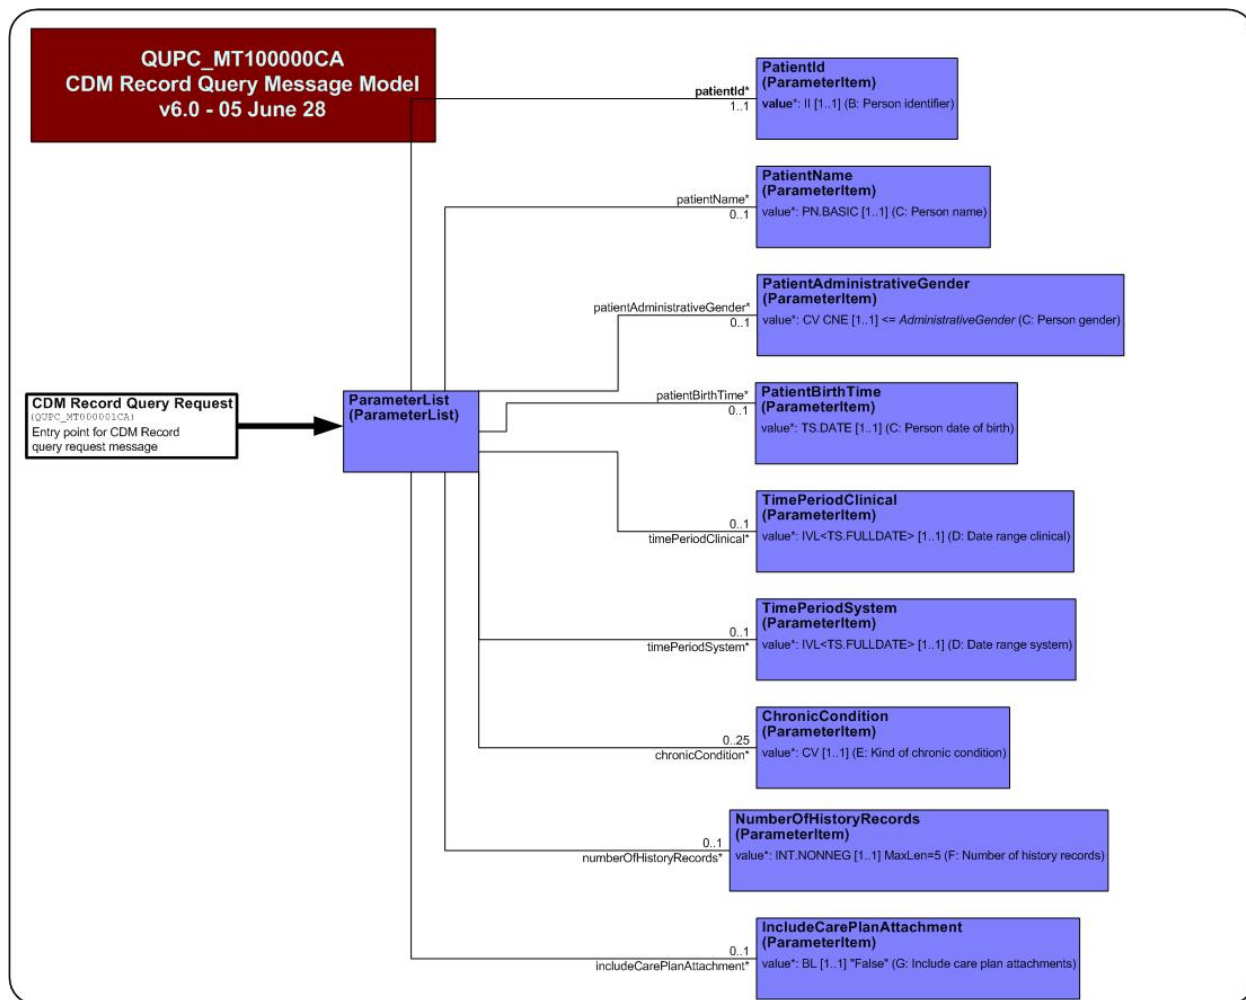 QUPC_MT100000CA
CDM Record Query Message Model
v6.0 - 05 June 28
patientId*
1..1
PatientId
(ParameterItem)
value*: II [1..1] (B: Person identifier)
patientName*
0..1
PatientName
(ParameterItem)
value*: PN.BASIC [1..1] (C: Person name)
patientAdministrativeGender*
0..1
PatientAdministrativeGender
(ParameterItem)
value*: CV CNE [1..1] <= AdministrativeGender (C: Person gender)
CDM Record Query Request
(QUPC_MT000001CA)
Entry point for CDM Record
query request message
ParameterList
(ParameterList)
patientBirthTime*
0..1
PatientBirthTime
(ParameterItem)
value*: TS.DATE [1..1] (C: Person date of birth)
0..1
timePeriodClinical*
TimePeriodClinical
(ParameterItem)
value*: IVL<TS.FULLDATE> [1..1] (D: Date range clinical)
0..1
timePeriodSystem*
TimePeriodSystem
(ParameterItem)
value*: IVL<TS.FULLDATE> [1..1] (D: Date range system)
0..25
chronicCondition*
ChronicCondition
(ParameterItem)
value*: CV [1..1] (E: Kind of chronic condition)
0..1
numberOfHistoryRecords*
NumberOfHistoryRecords
(ParameterItem)
value*: INT.NONNEG [1..1] MaxLen=5 (F: Number of history records)
0..1
includeCarePlanAttachment*
IncludeCarePlanAttachment
(ParameterItem)
value*: BL [1..1] "False" (G: Include care plan attachments)